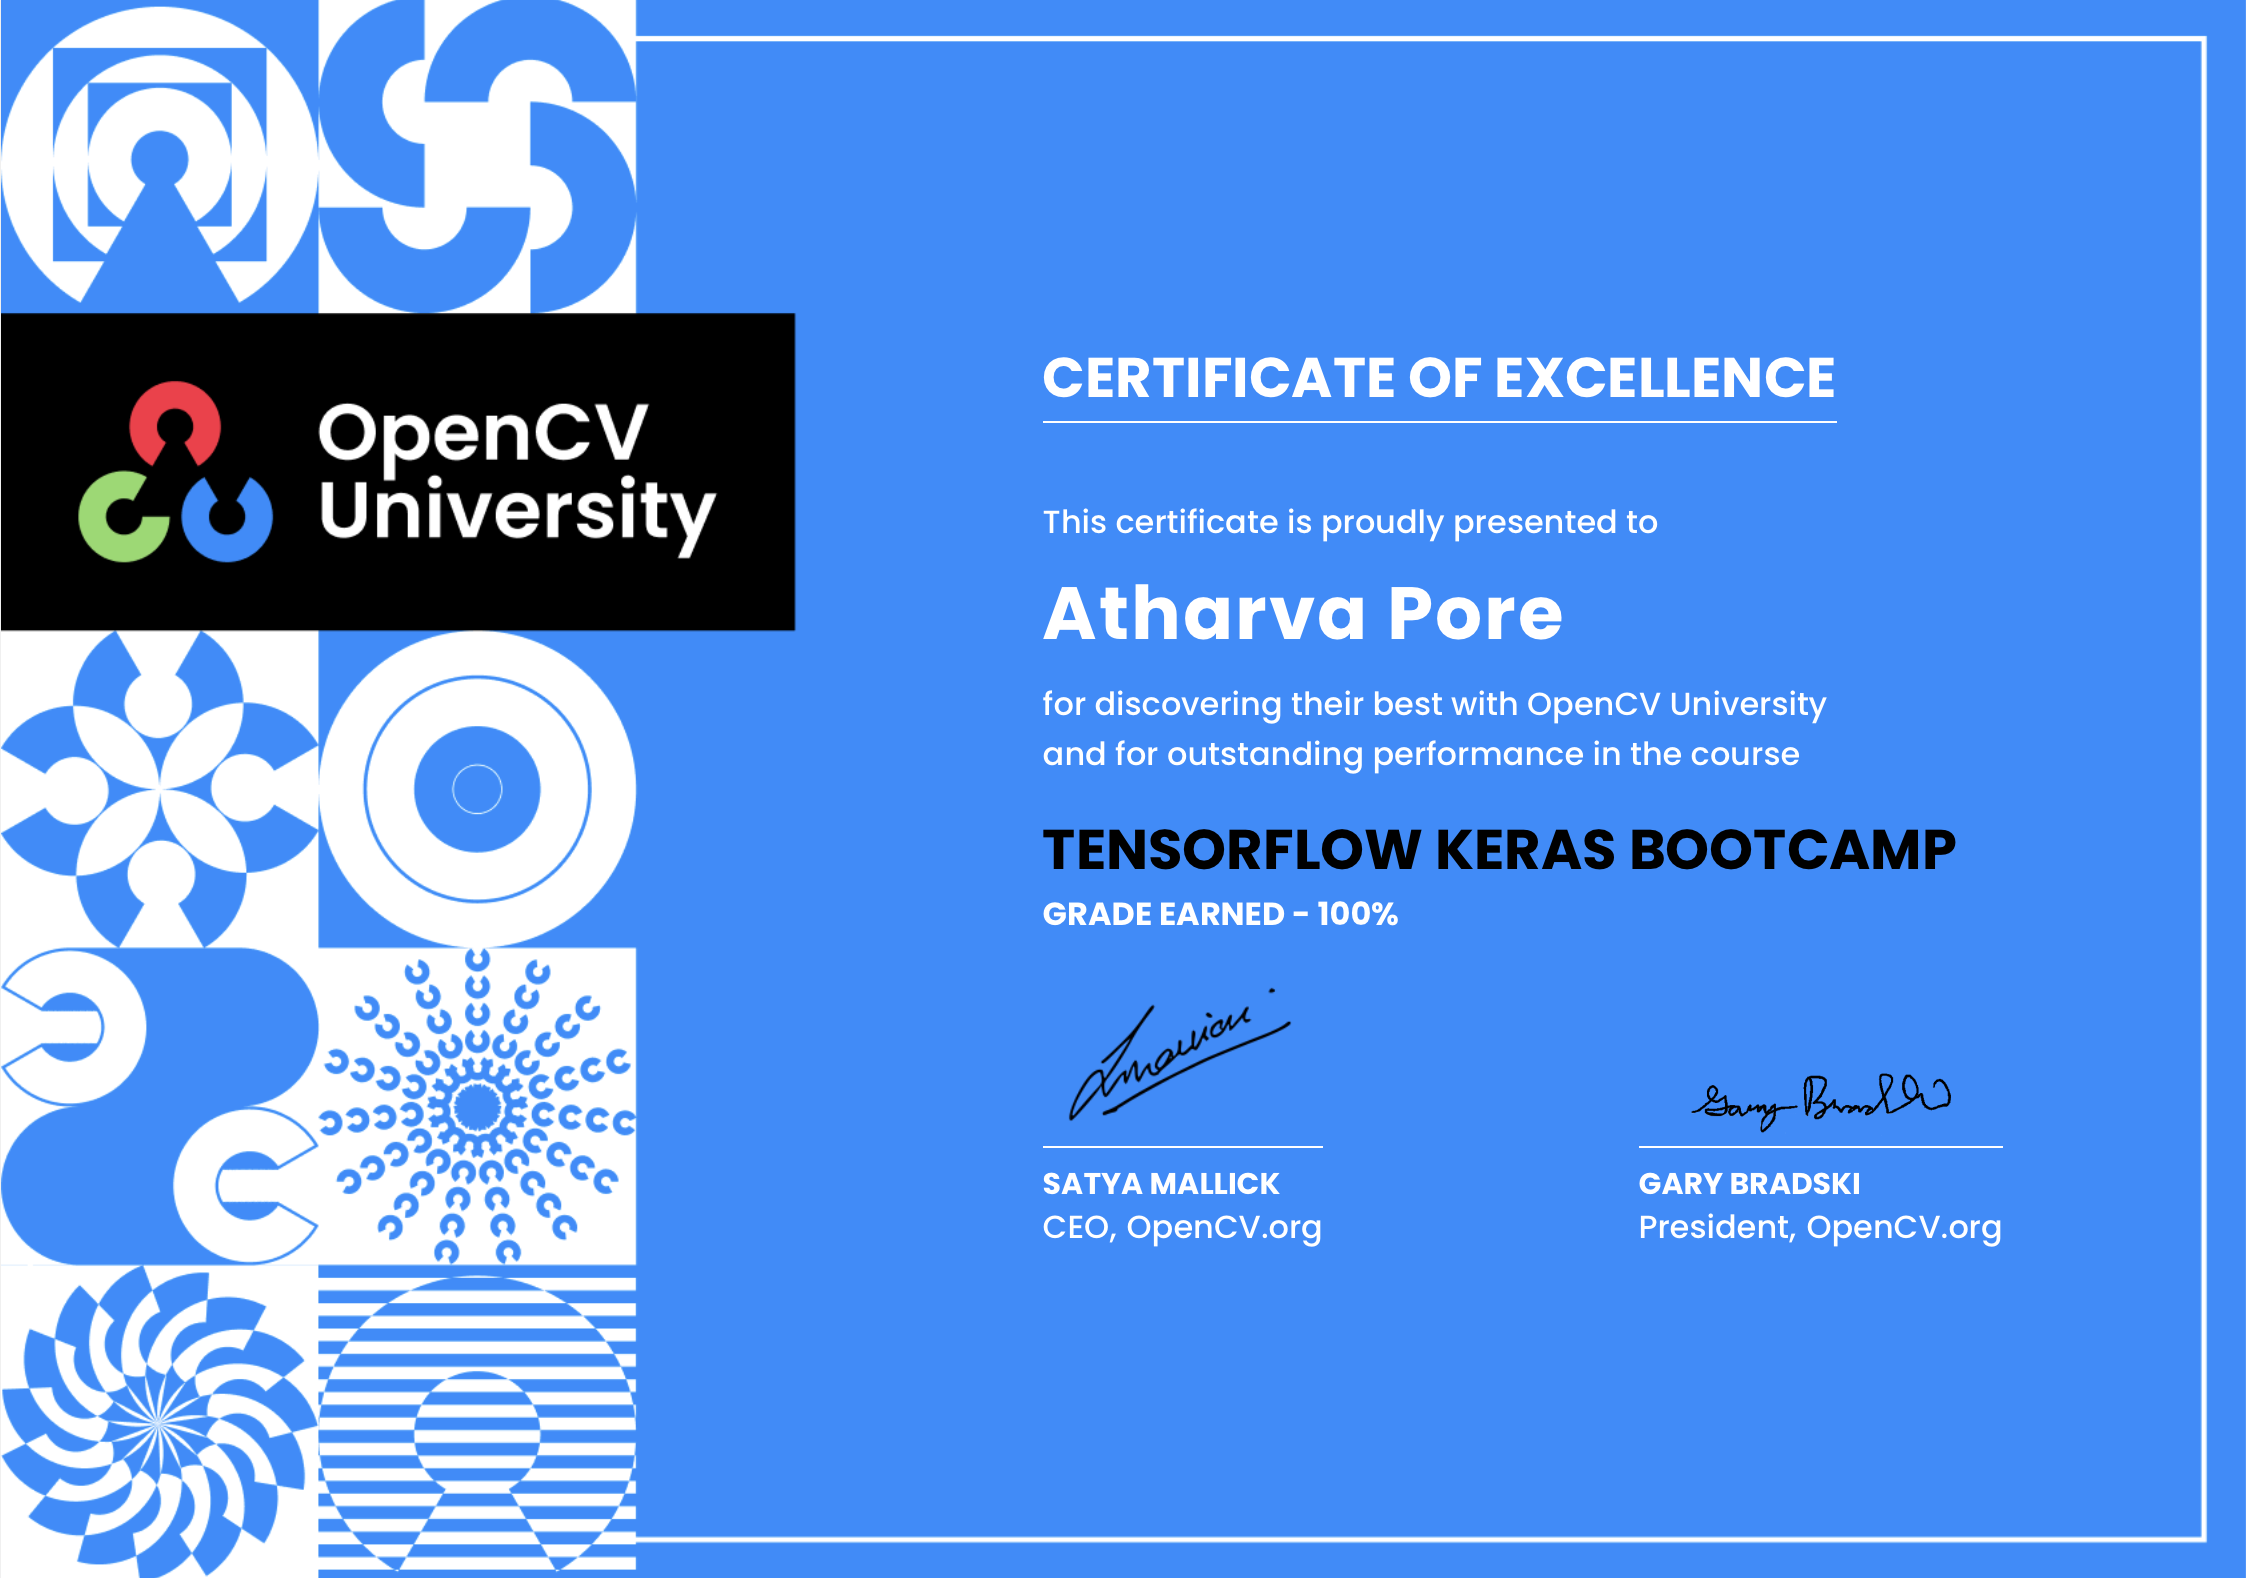 OpenCV
University
CERTIFICATE OF EXCELLENCE
This certificate is proudly presented to
Atharva Pore
for discovering their best with OpenCV University
and for outstanding performance in the course
TENSORFLOW KERAS BOOTCAMP
GRADE EARNED - 100%
Gary Bradski
SATYA MALLICK
CEO, OpenCV.org
GARY BRADSKI
President, OpenCV.org